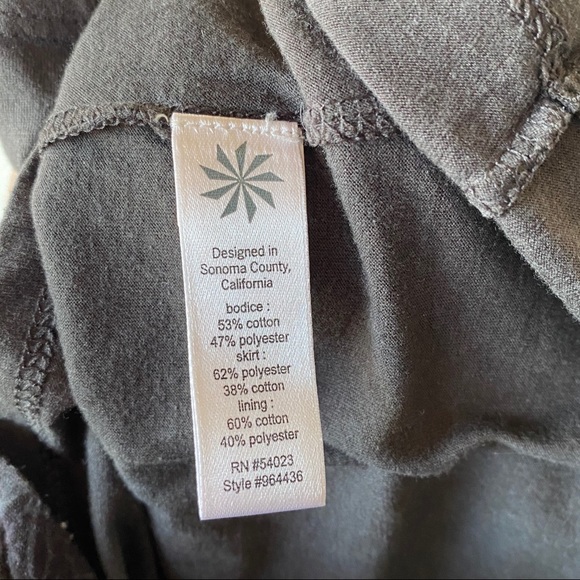 Designed in
Sonoma County,
California
bodice :
53% cotton
47% polyester
skirt :
62% polyester
38% cotton
lining :
60% cotton
40% polyester
RN #54023
Style #964436